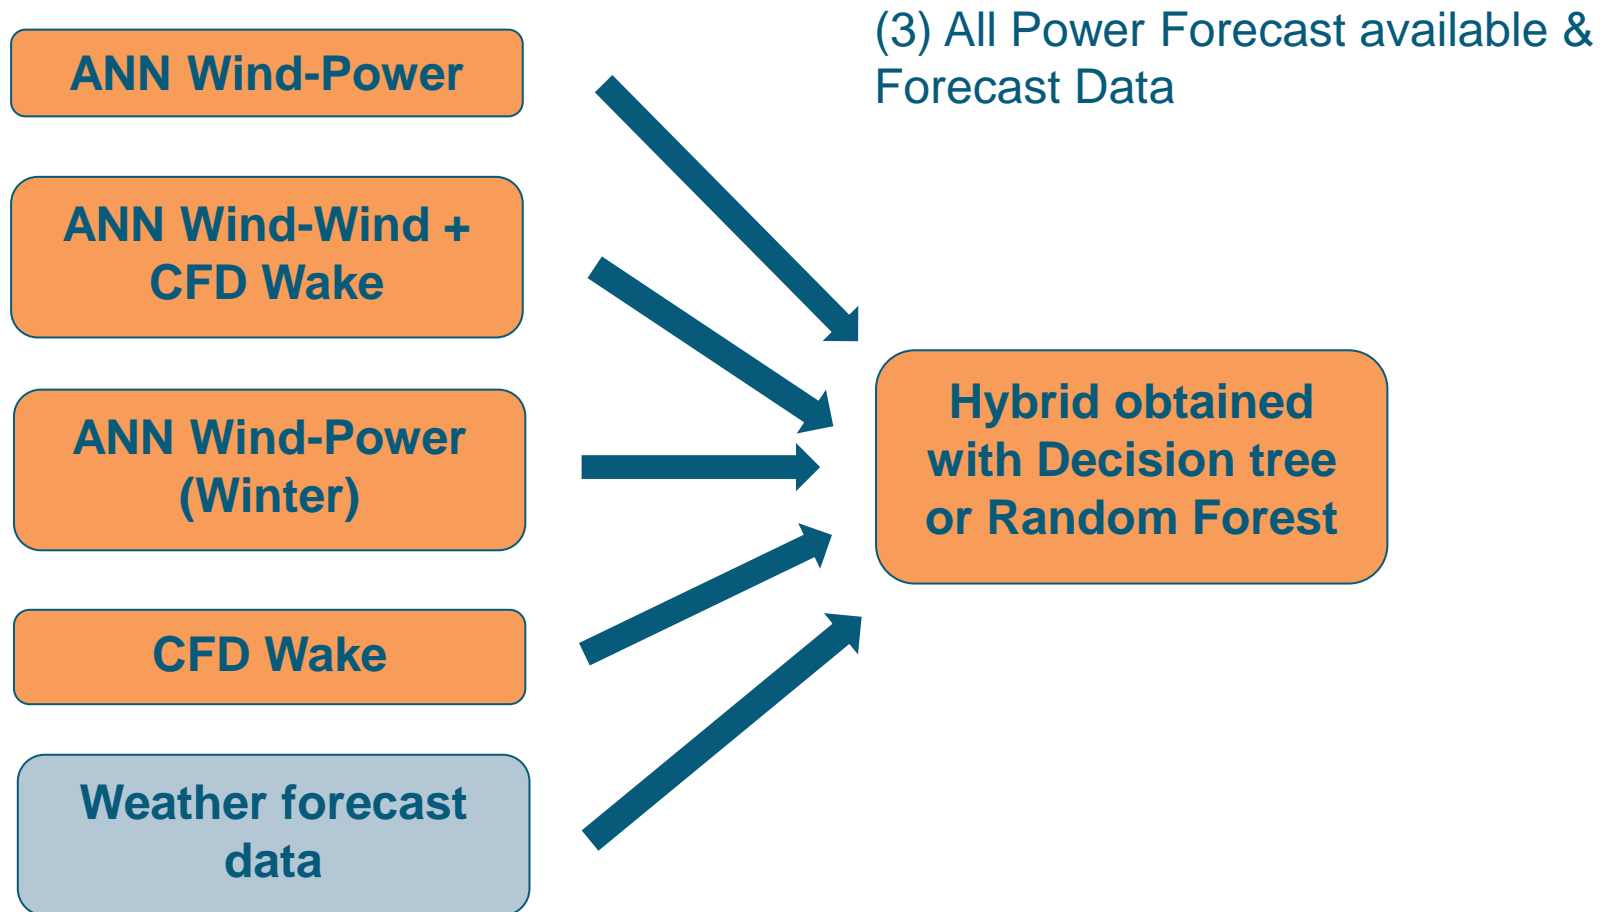 (3) All Power Forecast available &
Forecast Data
ANN Wind-Power
ANN Wind-Wind +
CFD Wake
ANN Wind-Power
(Winter)
CFD Wake
Weather forecast
data
Hybrid obtained
with Decision tree
or Random Forest